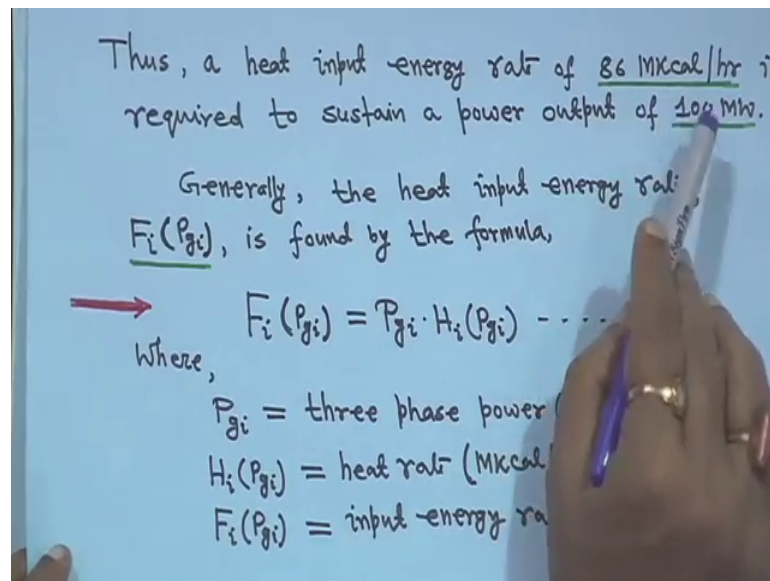 Thus, a heat input energy rate of 86 MKcal/hr i
required to sustain a power output of 100 MW.
Generally, the heat input energy rat
Fi(Pgi), is found by the formula,
Fi(Pgi) = Pgi · Hi(Pgi) ----
Where,
Pgi = three phase power (
Hi(Pgi) = heat rate (MKcal/
Fi(Pgi) = input energy ra